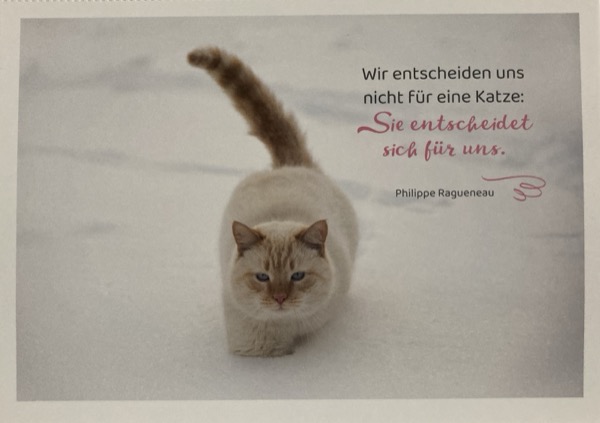 Wir entscheiden uns
nicht für eine Katze:
Sie entscheidet
sich für uns.
Philippe Ragueneau